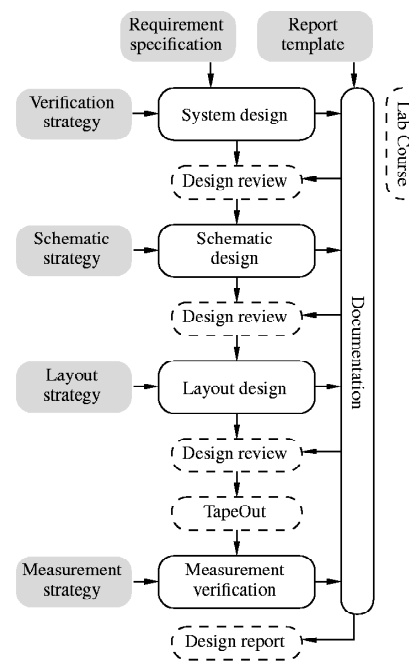 Requirement
specification
Report
template
Verification
strategy
System design
Lab Course
Design review
Schematic
strategy
Schematic
design
Design review
Documentation
Layout
strategy
Layout design
Design review
TapeOut
Measurement
strategy
Measurement
verification
Design report